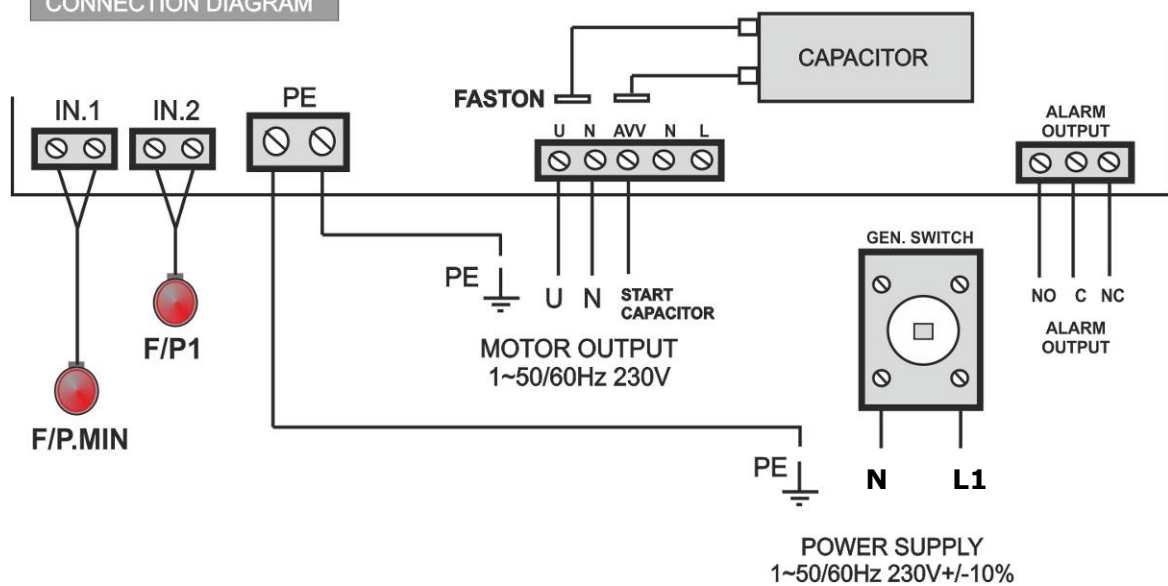 CONNECTION DIAGRAM
CAPACITOR
FASTON
IN.1 IN.2 PE
U N AVV N L
ALARM
OUTPUT
GEN. SWITCH
PE
U N START
CAPACITOR
NO C NC
ALARM
OUTPUT
F/P1
MOTOR OUTPUT
1~50/60Hz 230V
F/P.MIN
PE
N L1
POWER SUPPLY
1~50/60Hz 230V+/-10%